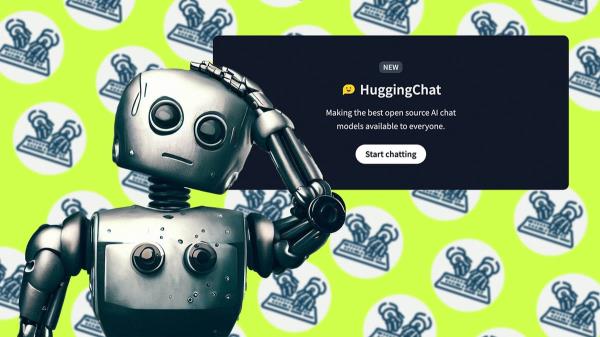 NEW
HuggingChat
Making the best open source AI chat
models available to everyone.
Start chatting